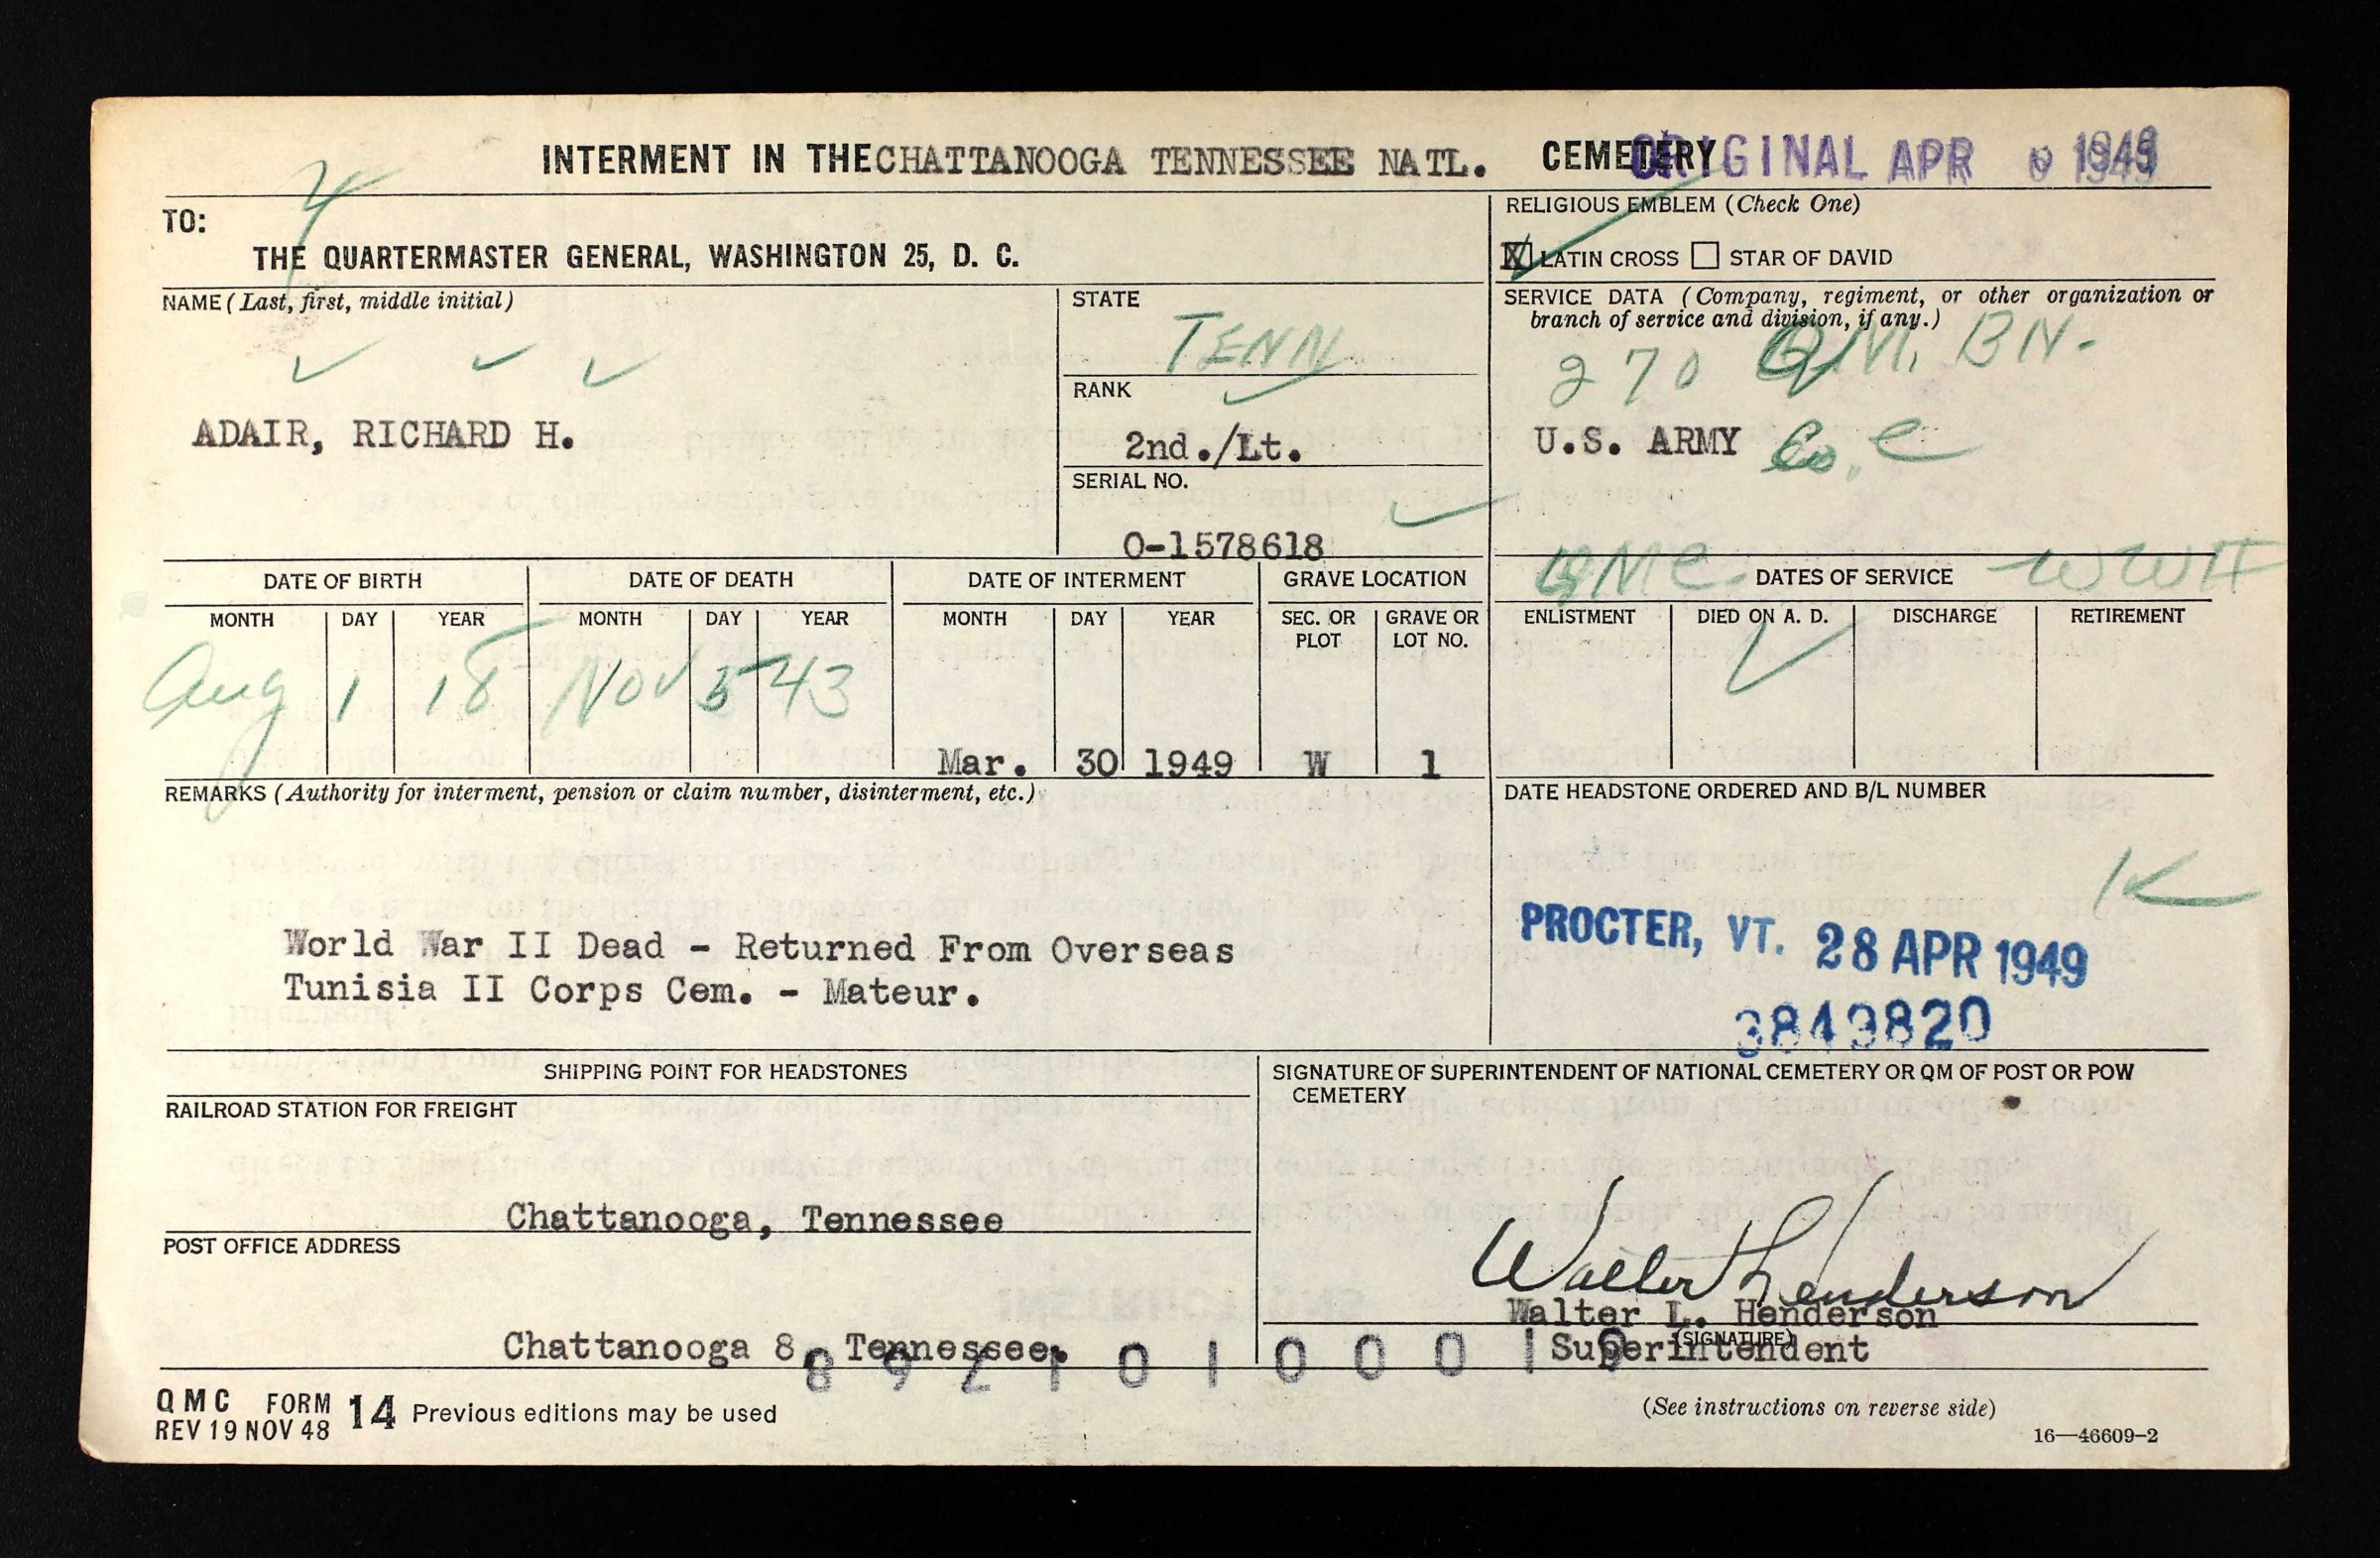 INTERMENT IN THE CHATTANOOGA TENNESSEE NATL. CEMETERY ORIGINAL APR 1949
TO:
THE QUARTERMASTER GENERAL, WASHINGTON 25, D. C.
RELIGIOUS EMBLEM (Check One)
X LATIN CROSS ☐ STAR OF DAVID
NAME (Last, first, middle initial)
ADAIR, RICHARD H.
STATE
TENN
RANK
2nd./Lt.
SERIAL NO.
O-1578618
SERVICE DATA (Company, regiment, or other organization or
branch of service and division, if any.)
270 QM. BN.
U.S. ARMY Co. C
QMC. WWII
DATE OF BIRTH
MONTH DAY YEAR
Aug 1 18
DATE OF DEATH
MONTH DAY YEAR
Nov 5 43
DATE OF INTERMENT
MONTH DAY YEAR
Mar. 30 1949
GRAVE LOCATION
SEC. OR PLOT GRAVE OR LOT NO.
W 1
DATES OF SERVICE
ENLISTMENT DIED ON A. D. DISCHARGE RETIREMENT
✓
REMARKS (Authority for interment, pension or claim number, disinterment, etc.)
World War II Dead - Returned From Overseas
Tunisia II Corps Cem. - Mateur.
DATE HEADSTONE ORDERED AND B/L NUMBER
K
PROCTER, VT. 28 APR 1949
3849820
SHIPPING POINT FOR HEADSTONES
RAILROAD STATION FOR FREIGHT
Chattanooga, Tennessee
POST OFFICE ADDRESS
Chattanooga 8, Tennessee.
SIGNATURE OF SUPERINTENDENT OF NATIONAL CEMETERY OR QM OF POST OR POW
CEMETERY
Walter L. Henderson
Walter L. Henderson
(SIGNATURE)
Superintendent
QMC FORM 14 Previous editions may be used
REV 19 NOV 48
(See instructions on reverse side)
16—46609-2